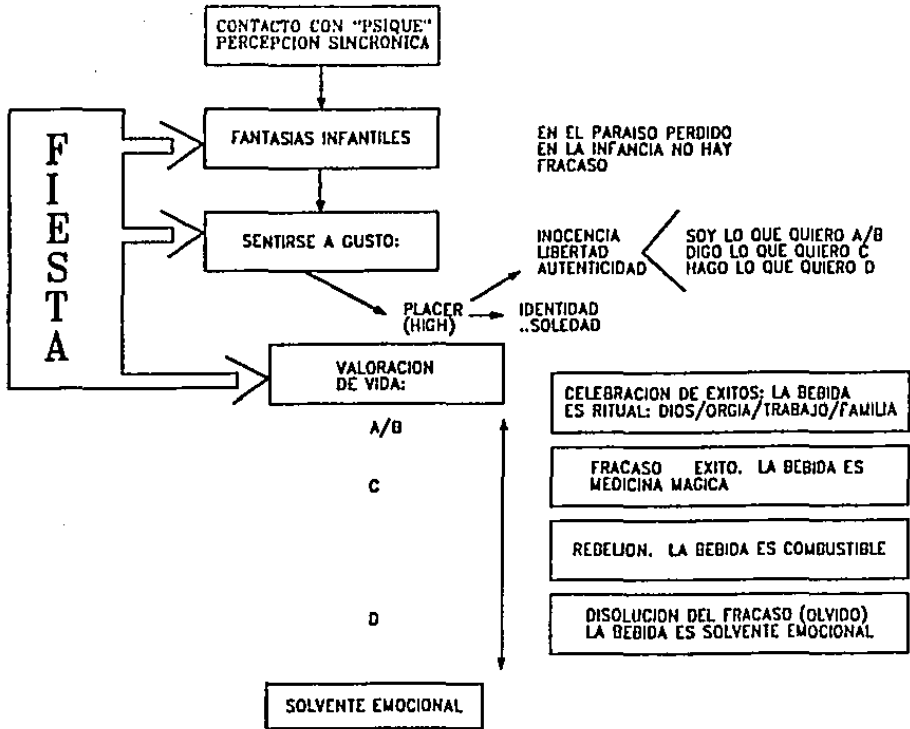 CONTACTO CON "PSIQUE"
PERCEPCION SINCRONICA
FIESTA
FANTASIAS INFANTILES
EN EL PARAISO PERDIDO
EN LA INFANCIA NO HAY
FRACASO
SENTIRSE A GUSTO:
INOCENCIA
LIBERTAD
AUTENTICIDAD
SOY LO QUE QUIERO A/B
DIGO LO QUE QUIERO C
HAGO LO QUE QUIERO D
PLACER
(HIGH)
IDENTIDAD
..SOLEDAD
VALORACION
DE VIDA:
A/B
C
D
CELEBRACION DE EXITOS; LA BEBIDA
ES RITUAL: DIOS/ORGIA/TRABAJO/FAMILIA
FRACASO EXITO. LA BEBIDA ES
MEDICINA MAGICA
REBELION. LA BEBIDA ES COMBUSTIBLE
DISOLUCION DEL FRACASO (OLVIDO)
LA BEBIDA ES SOLVENTE EMOCIONAL
SOLVENTE EMOCIONAL